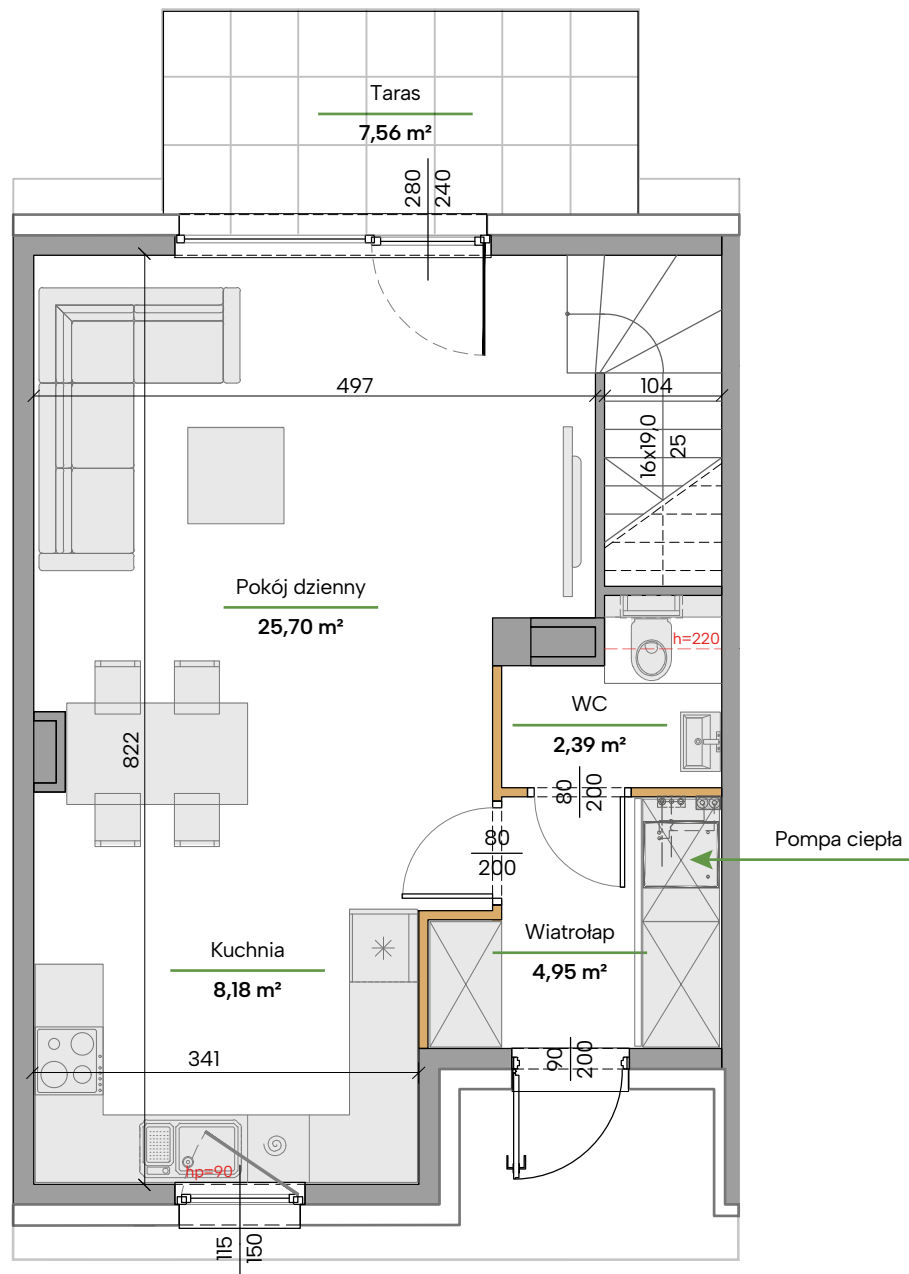 Taras
7,56 m²
280
240
497
104
16x19,0
25
Pokój dzienny
25,70 m²
h=220
WC
2,39 m²
822
80
200
80
200
Pompa ciepła
Wiatrołap
4,95 m²
Kuchnia
8,18 m²
341
90
200
hp=90
115
150